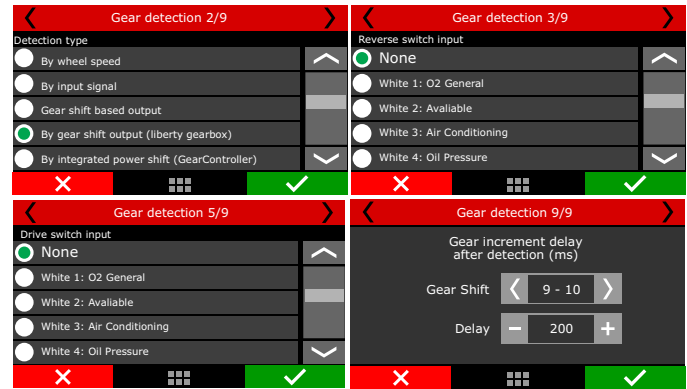 Gear detection 2/9
Detection type
By wheel speed
By input signal
Gear shift based output
By gear shift output (liberty gearbox)
By integrated power shift (GearController)
Gear detection 3/9
Reverse switch input
None
White 1: O2 General
White 2: Avaliable
White 3: Air Conditioning
White 4: Oil Pressure
Gear detection 5/9
Drive switch input
None
White 1: O2 General
White 2: Avaliable
White 3: Air Conditioning
White 4: Oil Pressure
Gear detection 9/9
Gear increment delay
after detection (ms)
Gear Shift 9 - 10
Delay 200